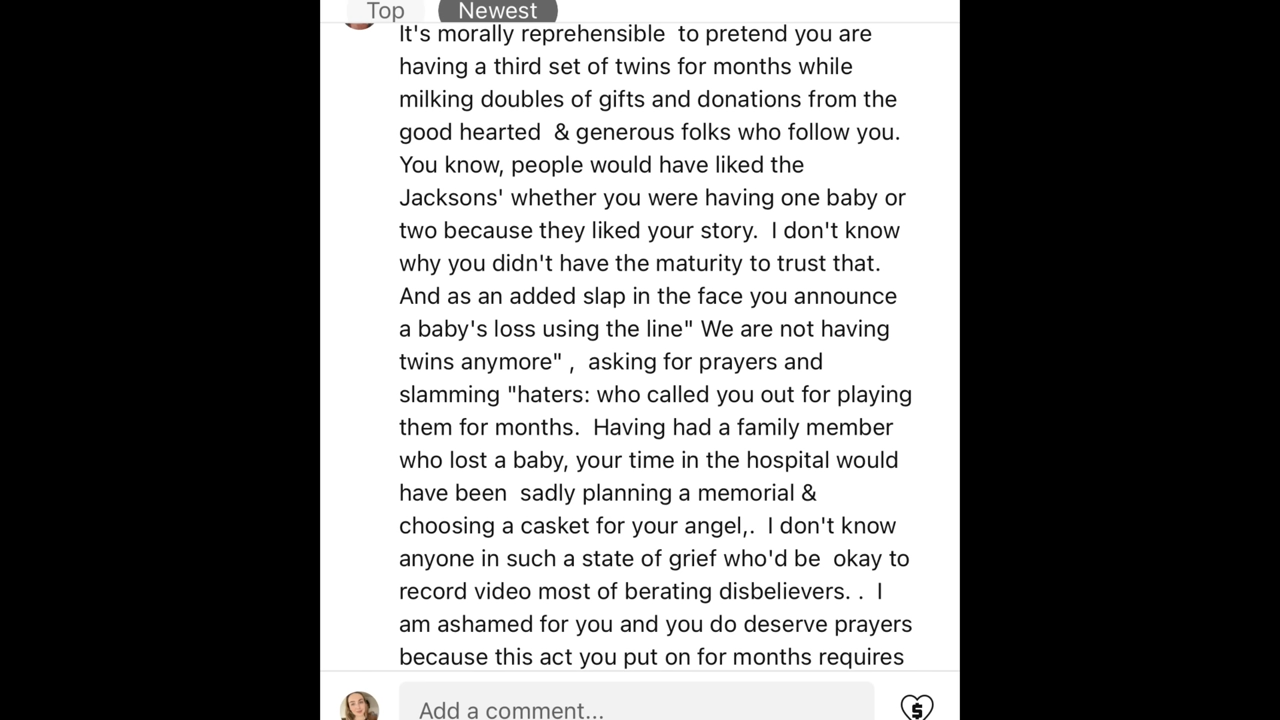 Top Newest
It's morally reprehensible  to pretend you are
having a third set of twins for months while
milking doubles of gifts and donations from the
good hearted  & generous folks who follow you.
You know, people would have liked the
Jacksons' whether you were having one baby or
two because they liked your story.  I don't know
why you didn't have the maturity to trust that.
And as an added slap in the face you announce
a baby's loss using the line" We are not having
twins anymore" ,  asking for prayers and
slamming "haters: who called you out for playing
them for months.  Having had a family member
who lost a baby, your time in the hospital would
have been  sadly planning a memorial &
choosing a casket for your angel,.  I don't know
anyone in such a state of grief who'd be  okay to
record video most of berating disbelievers. .  I
am ashamed for you and you do deserve prayers
because this act you put on for months requires
Add a comment...
$